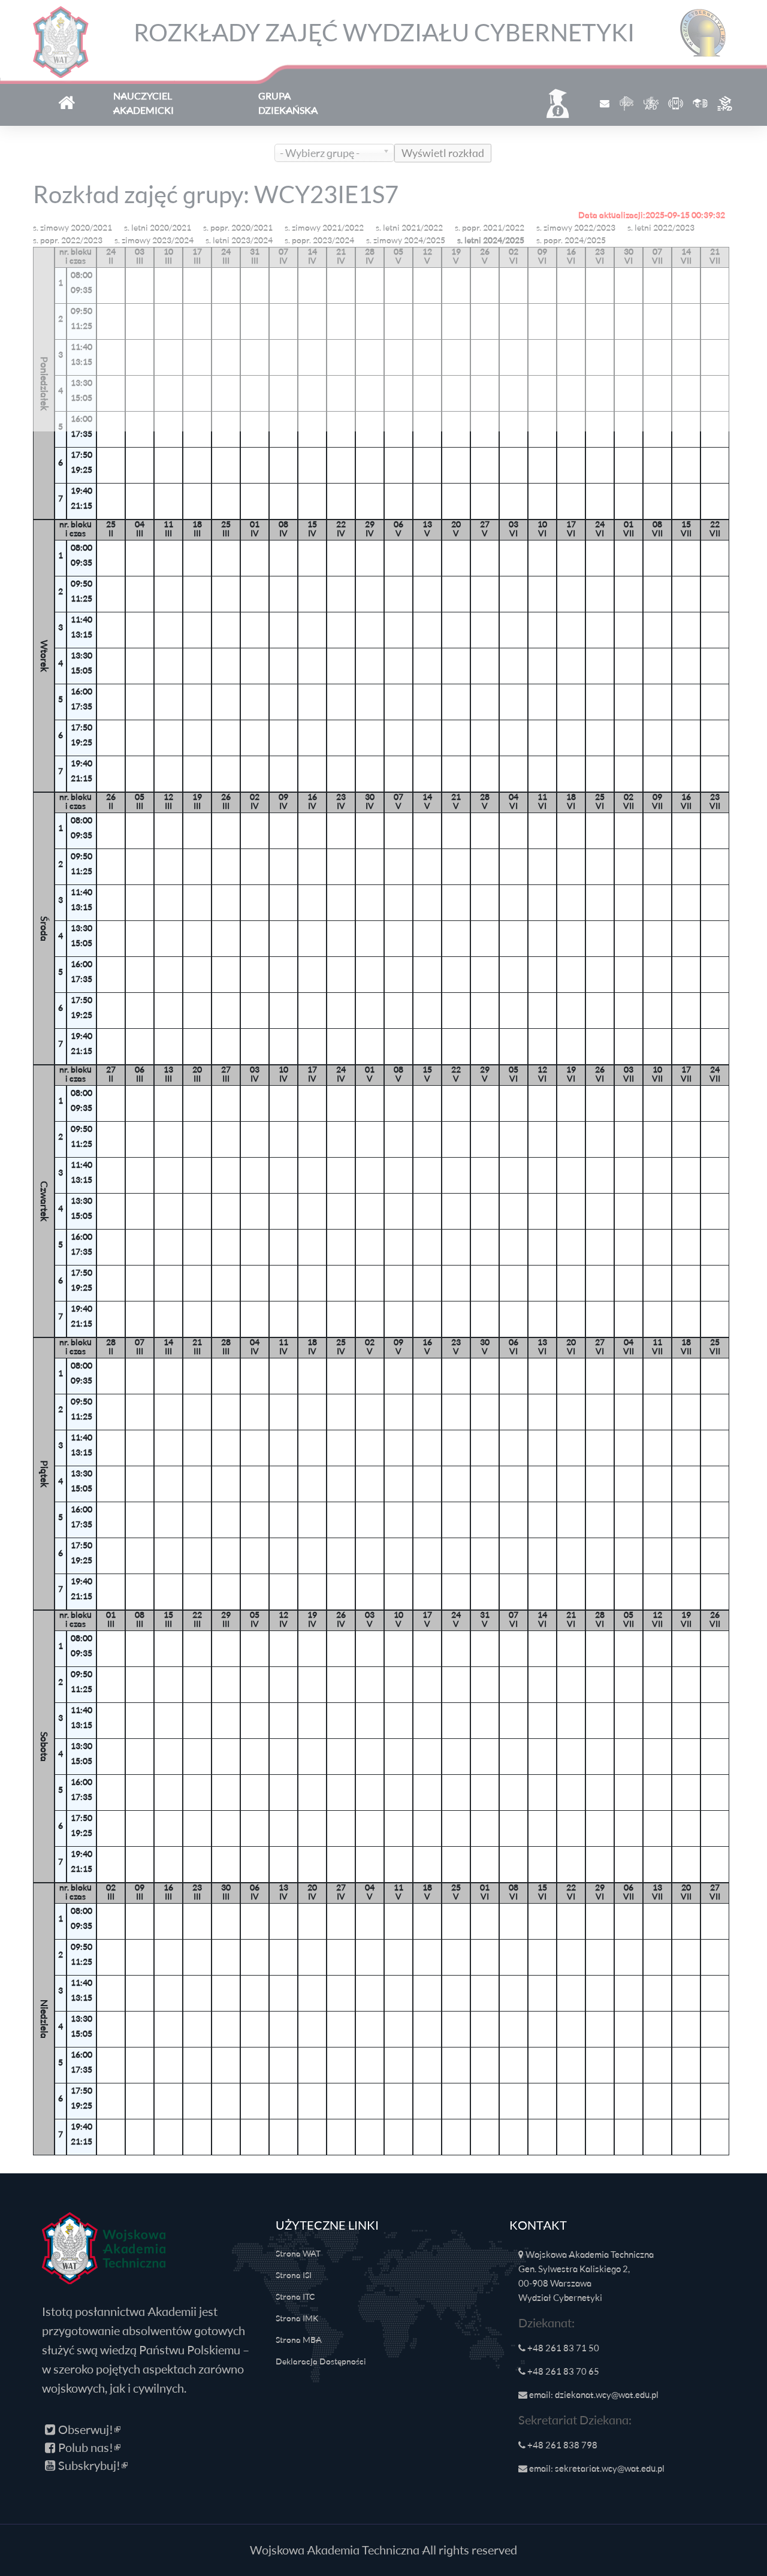 WAT
ROZKŁADY ZAJĘĆ WYDZIAŁU CYBERNETYKI
NAUCZYCIEL AKADEMICKI
GRUPA DZIEKAŃSKA
- Wybierz grupę -
Wyświetl rozkład
Rozkład zajęć grupy: WCY23IE1S7
Data aktualizacji:2025-09-15 00:39:32
s. zimowy 2020/2021 s. letni 2020/2021 s. popr. 2020/2021 s. zimowy 2021/2022 s. letni 2021/2022 s. popr. 2021/2022 s. zimowy 2022/2023 s. letni 2022/2023
s. popr. 2022/2023 s. zimowy 2023/2024 s. letni 2023/2024 s. popr. 2023/2024 s. zimowy 2024/2025 s. letni 2024/2025 s. popr. 2024/2025
Poniedziałek
nr. bloku 24 03 10 17 24 31 07 14 21 28 05 12 19 26 02 09 16 23 30 07 14 21
i czas II III III III III III IV IV IV IV V V V V VI VI VI VI VI VII VII VII
1 08:00 09:35
2 09:50 11:25
3 11:40 13:15
4 13:30 15:05
5 16:00 17:35
6 17:50 19:25
7 19:40 21:15
Wtorek
nr. bloku 25 04 11 18 25 01 08 15 22 29 06 13 20 27 03 10 17 24 01 08 15 22
i czas II III III III III IV IV IV IV IV V V V V VI VI VI VI VII VII VII VII
1 08:00 09:35
2 09:50 11:25
3 11:40 13:15
4 13:30 15:05
5 16:00 17:35
6 17:50 19:25
7 19:40 21:15
Środa
nr. bloku 26 05 12 19 26 02 09 16 23 30 07 14 21 28 04 11 18 25 02 09 16 23
i czas II III III III III IV IV IV IV IV V V V V VI VI VI VI VII VII VII VII
1 08:00 09:35
2 09:50 11:25
3 11:40 13:15
4 13:30 15:05
5 16:00 17:35
6 17:50 19:25
7 19:40 21:15
Czwartek
nr. bloku 27 06 13 20 27 03 10 17 24 01 08 15 22 29 05 12 19 26 03 10 17 24
i czas II III III III III IV IV IV IV V V V V V VI VI VI VI VII VII VII VII
1 08:00 09:35
2 09:50 11:25
3 11:40 13:15
4 13:30 15:05
5 16:00 17:35
6 17:50 19:25
7 19:40 21:15
Piątek
nr. bloku 28 07 14 21 28 04 11 18 25 02 09 16 23 30 06 13 20 27 04 11 18 25
i czas II III III III III IV IV IV IV V V V V V VI VI VI VI VII VII VII VII
1 08:00 09:35
2 09:50 11:25
3 11:40 13:15
4 13:30 15:05
5 16:00 17:35
6 17:50 19:25
7 19:40 21:15
Sobota
nr. bloku 01 08 15 22 29 05 12 19 26 03 10 17 24 31 07 14 21 28 05 12 19 26
i czas III III III III III IV IV IV IV V V V V V VI VI VI VI VII VII VII VII
1 08:00 09:35
2 09:50 11:25
3 11:40 13:15
4 13:30 15:05
5 16:00 17:35
6 17:50 19:25
7 19:40 21:15
Niedziela
nr. bloku 02 09 16 23 30 06 13 20 27 04 11 18 25 01 08 15 22 29 06 13 20 27
i czas III III III III III IV IV IV IV V V V V VI VI VI VI VI VII VII VII VII
1 08:00 09:35
2 09:50 11:25
3 11:40 13:15
4 13:30 15:05
5 16:00 17:35
6 17:50 19:25
7 19:40 21:15
WAT
Wojskowa
Akademia
Techniczna
Istotą posłannictwa Akademii jest
przygotowanie absolwentów gotowych
służyć swą wiedzą Państwu Polskiemu –
w szeroko pojętych aspektach zarówno
wojskowych, jak i cywilnych.
Obserwuj!
Polub nas!
Subskrybuj!
UŻYTECZNE LINKI
Strona WAT
Strona ISI
Strona ITC
Strona IMK
Strona MBA
Deklaracja Dostępności
KONTAKT
Wojskowa Akademia Techniczna
Gen. Sylwestra Kaliskiego 2,
00-908 Warszawa
Wydział Cybernetyki
Dziekanat:
+48 261 83 71 50
+48 261 83 70 65
email: dziekanat.wcy@wat.edu.pl
Sekretariat Dziekana:
+48 261 838 798
email: sekretariat.wcy@wat.edu.pl
Wojskowa Akademia Techniczna All rights reserved